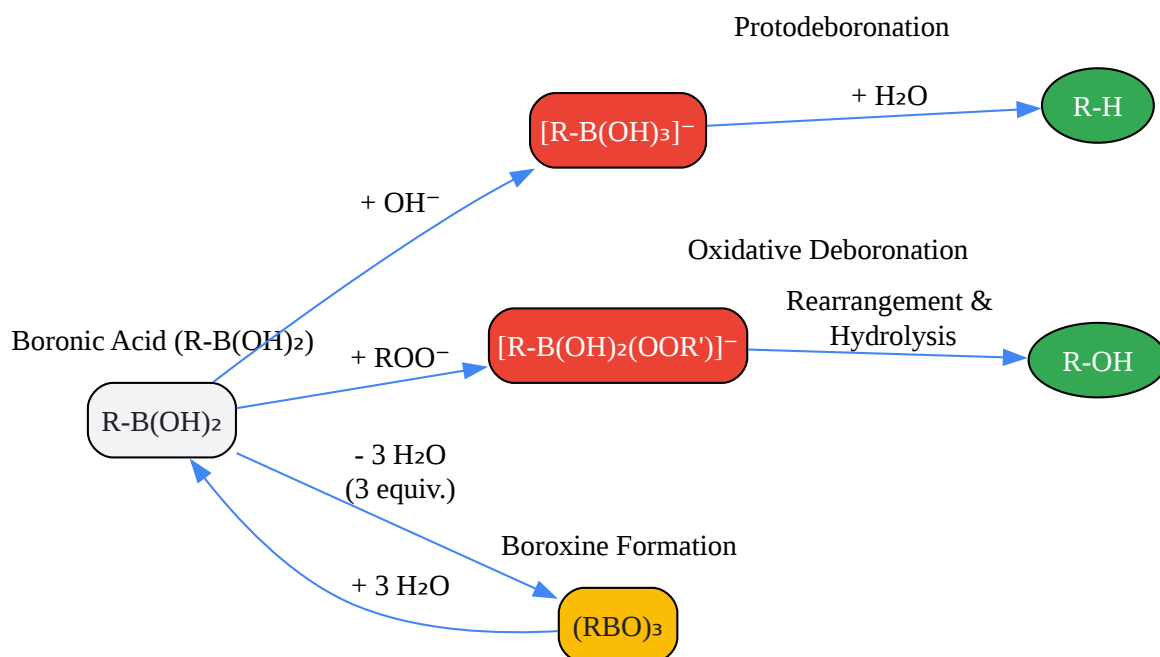 Protodeboronation
+ H₂O
R-H
[R-B(OH)₃]⁻
+ OH⁻
Oxidative Deboronation
Rearrangement &
Hydrolysis
Boronic Acid (R-B(OH)₂)
+ ROO⁻
[R-B(OH)₂(OOR')]⁻
R-OH
R-B(OH)₂
- 3 H₂O
(3 equiv.)
Boroxine Formation
+ 3 H₂O
(RBO)₃